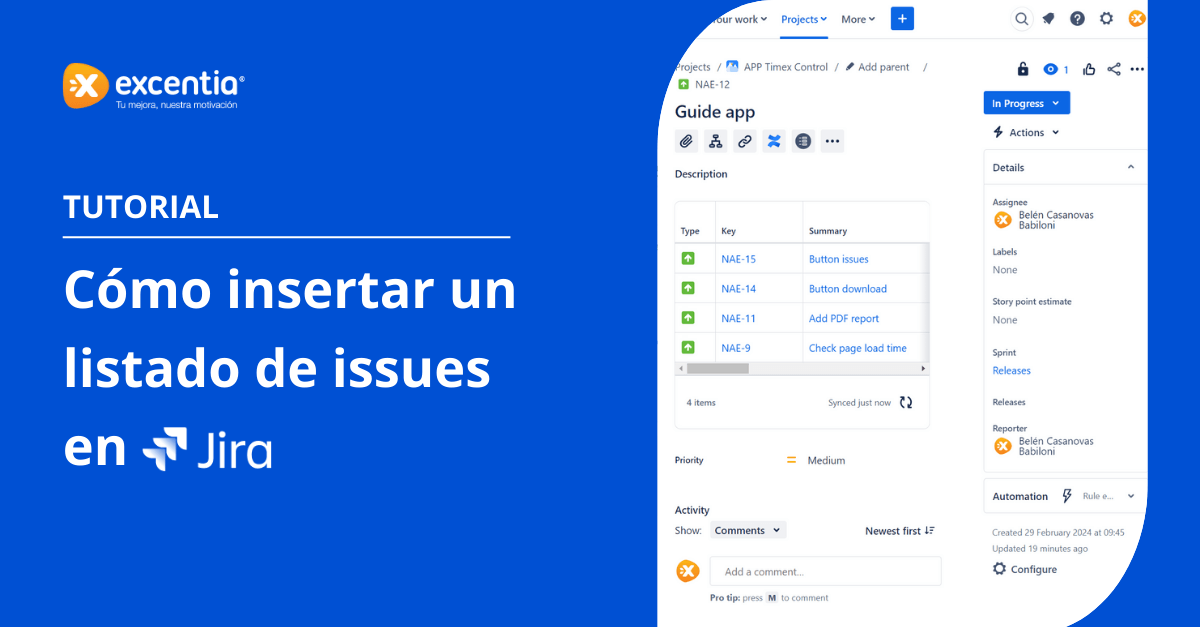 excentia®
Tu mejora, nuestra motivación
TUTORIAL
Cómo insertar un
listado de issues
en Jira
our work Projects More +
Projects / APP Timex Control / Add parent /
NAE-12
1
Guide app
In Progress
Actions
Description
Type Key Summary
NAE-15 Button issues
NAE-14 Button download
NAE-11 Add PDF report
NAE-9 Check page load time
4 items Synced just now
Priority Medium
Activity
Show: Comments Newest first
Add a comment...
Pro tip: press M to comment
Details
Assignee
Belén Casanovas
Babiloni
Labels
None
Story point estimate
None
Sprint
Releases
Releases
Reporter
Belén Casanovas
Babiloni
Automation Rule e...
Created 29 February 2024 at 09:45
Updated 19 minutes ago
Configure